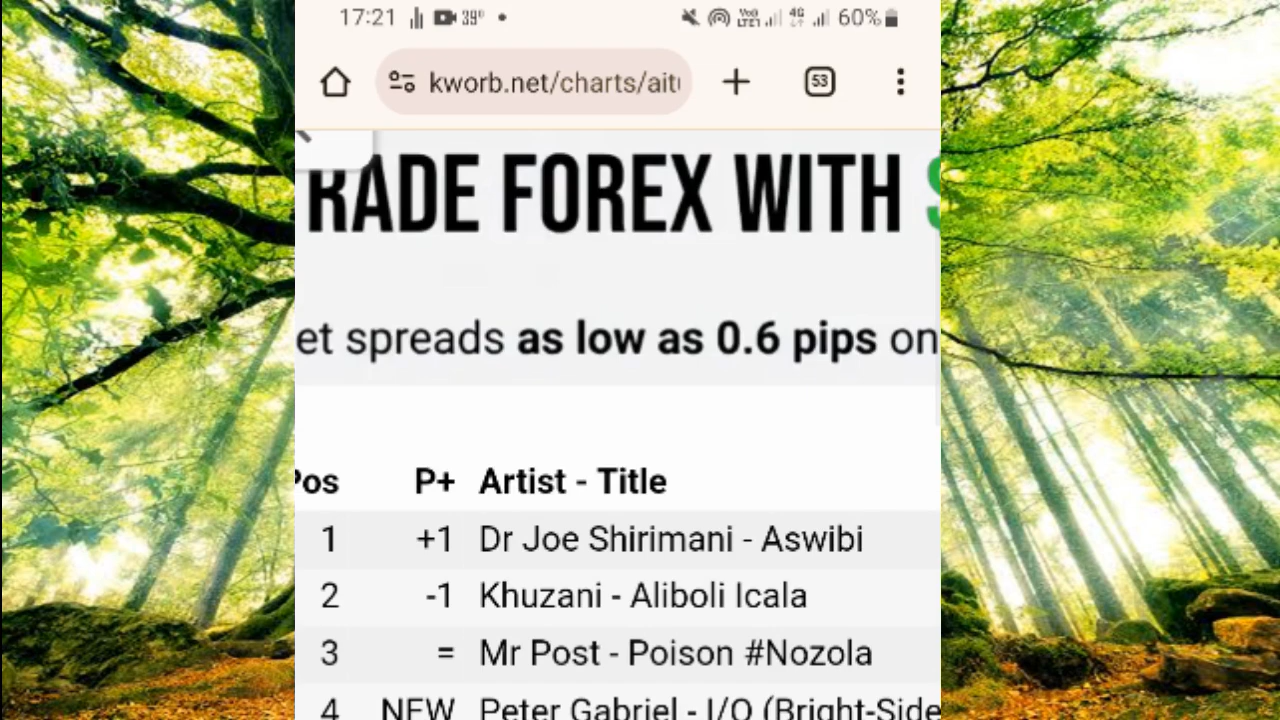 17:21 39° 4G 60%
kworb.net/charts/ait 53
RADE FOREX WITH
et spreads as low as 0.6 pips on
Pos P+ Artist - Title
1 +1 Dr Joe Shirimani - Aswibi
2 -1 Khuzani - Aliboli Icala
3 = Mr Post - Poison #Nozola
4 NEW Peter Gabriel - I/O (Bright-Side